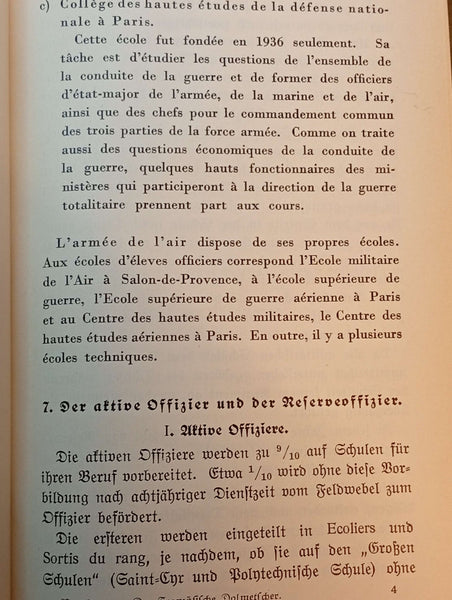 c) Collège des hautes études de la défense natio-
nale à Paris.
Cette école fut fondée en 1936 seulement. Sa
tâche est d'étudier les questions de l'ensemble de
la conduite de la guerre et de former des officiers
d'état-major de l'armée, de la marine et de l'air,
ainsi que des chefs pour le commandement commun
des trois parties de la force armée. Comme on traite
aussi des questions économiques de la conduite de
la guerre, quelques hauts fonctionnaires des mi-
nistères qui participeront à la direction de la guerre
totalitaire prennent part aux cours.
L'armée de l'air dispose de ses propres écoles.
Aux écoles d'éleves officiers correspond l'Ecole militaire
de l'Air à Salon-de-Provence, à l'école supérieure de
guerre, l'Ecole supérieure de guerre aérienne à Paris
et au Centre des hautes études militaires, le Centre des
hautes études aériennes à Paris. En outre, il y a plusieurs
écoles techniques.
7. Der aktive Offizier und der Reserveoffizier.
I. Aktive Offiziere.
Die aktiven Offiziere werden zu 9/10 auf Schulen für
ihren Beruf vorbereitet. Etwa 1/10 wird ohne diese Vor-
bildung nach achtjähriger Dienstzeit vom Feldwebel zum
Offizier befördert.
Die ersteren werden eingeteilt in Ecoliers und
Sortis du rang, je nachdem, ob sie auf den „Großen
Schulen“ (Saint-Cyr und Polytechnische Schule) ohne
Der Französische Dolmetscher. 4